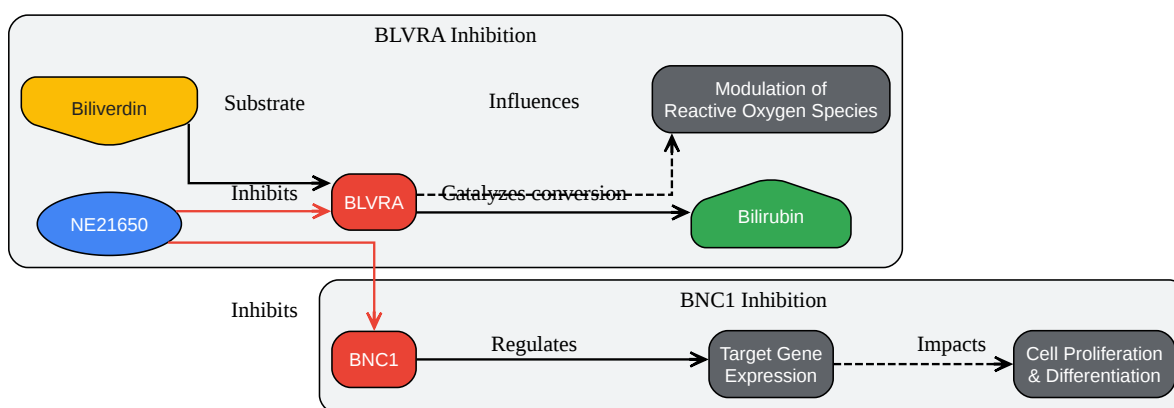 BLVRA Inhibition
Biliverdin
Substrate
Influences
Modulation of
Reactive Oxygen Species
Inhibits
BLVRA
Catalyzes conversion
NE21650
Bilirubin
Inhibits
BNC1 Inhibition
BNC1
Regulates
Target Gene
Expression
Impacts
Cell Proliferation
& Differentiation